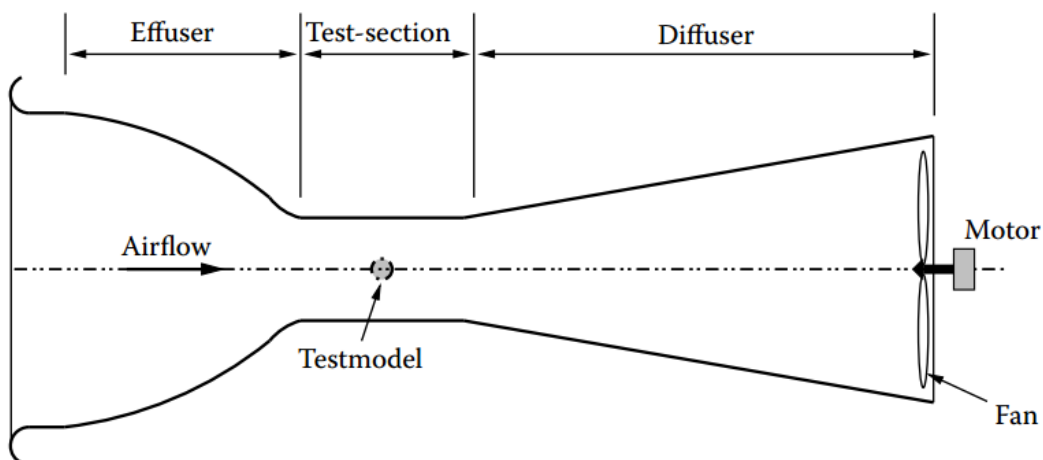 Effuser
Test-section
Diffuser
Airflow
Motor
Testmodel
Fan